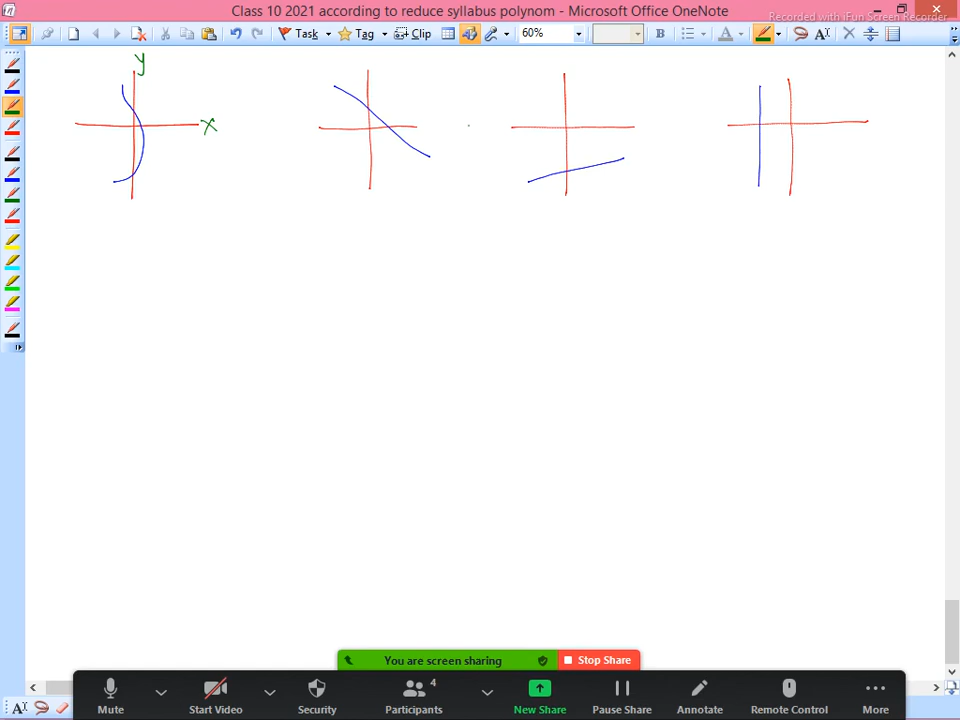 Class 10 2021 according to reduce syllabus polynom - Microsoft Office OneNote
Recorded with iFun Screen Recorder
Task
Tag
Clip
60%
B
A
A
y
x
You are screen sharing
Stop Share
A
Mute
Start Video
Security
4
Participants
New Share
Pause Share
Annotate
Remote Control
More